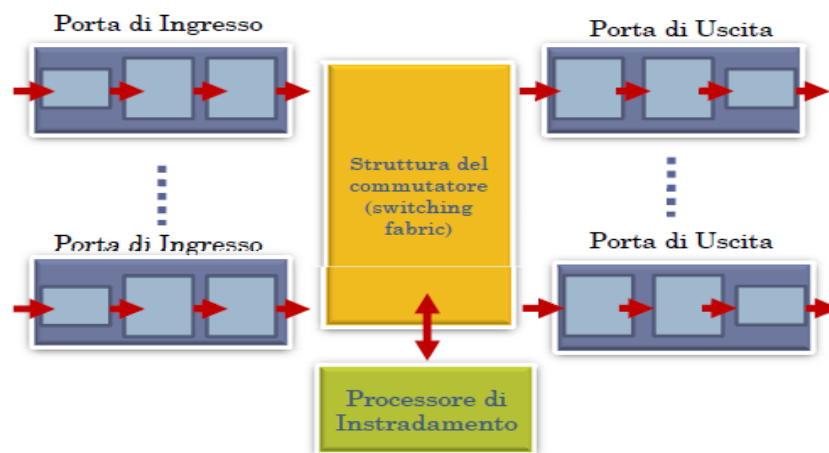 Porta di Ingresso
Porta di Uscita
Struttura del
commutatore
(switching
fabric)
Porta di Ingresso
Porta di Uscita
Processore di
Instradamento